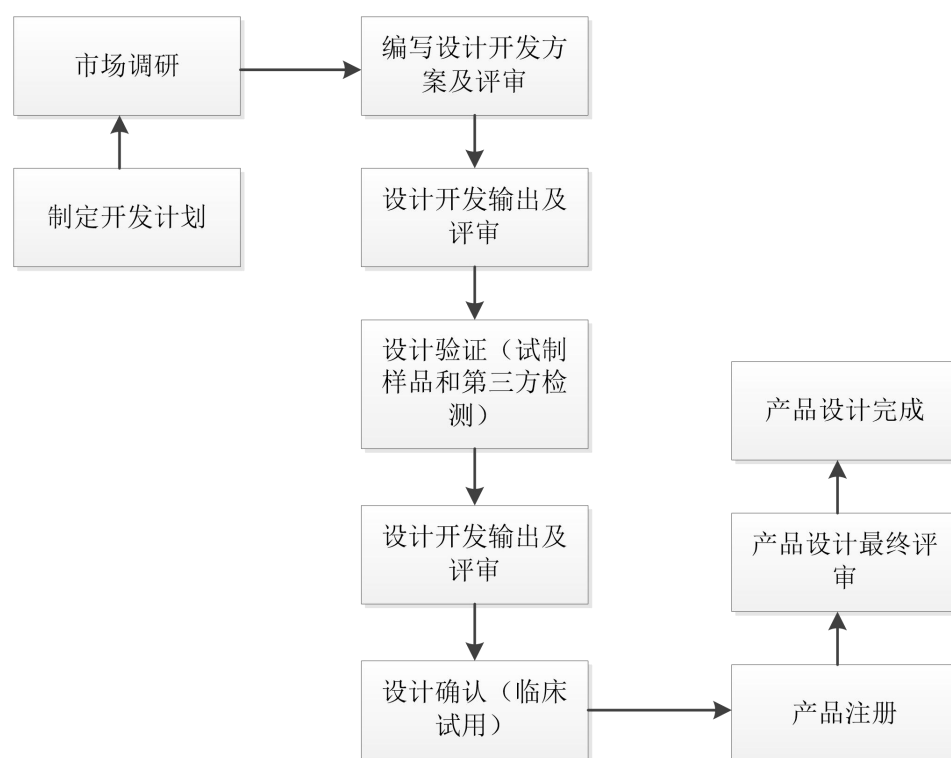 市场调研
制定开发计划
编写设计开发方
案及评审
设计开发输出及
评审
设计验证（试制
样品和第三方检
测）
设计开发输出及
评审
设计确认（临床
试用）
产品设计完成
产品设计最终评
审
产品注册